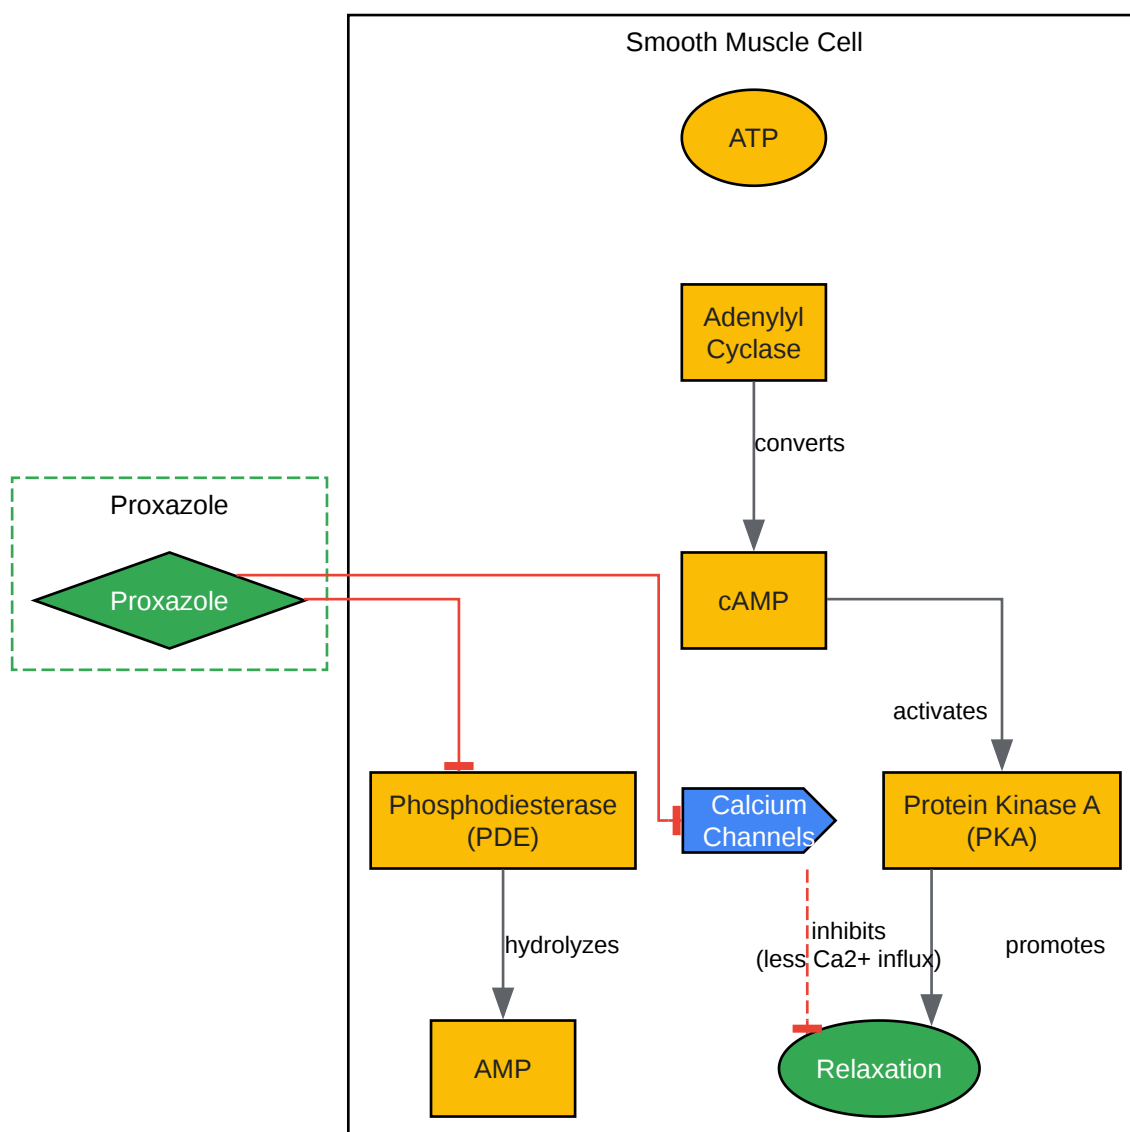 Smooth Muscle Cell
ATP
Adenylyl
Cyclase
converts
Proxazole
Proxazole
cAMP
activates
Phosphodiesterase
(PDE)
Calcium
Channels
Protein Kinase A
(PKA)
hydrolyzes
inhibits
(less Ca2+ influx)
promotes
AMP
Relaxation